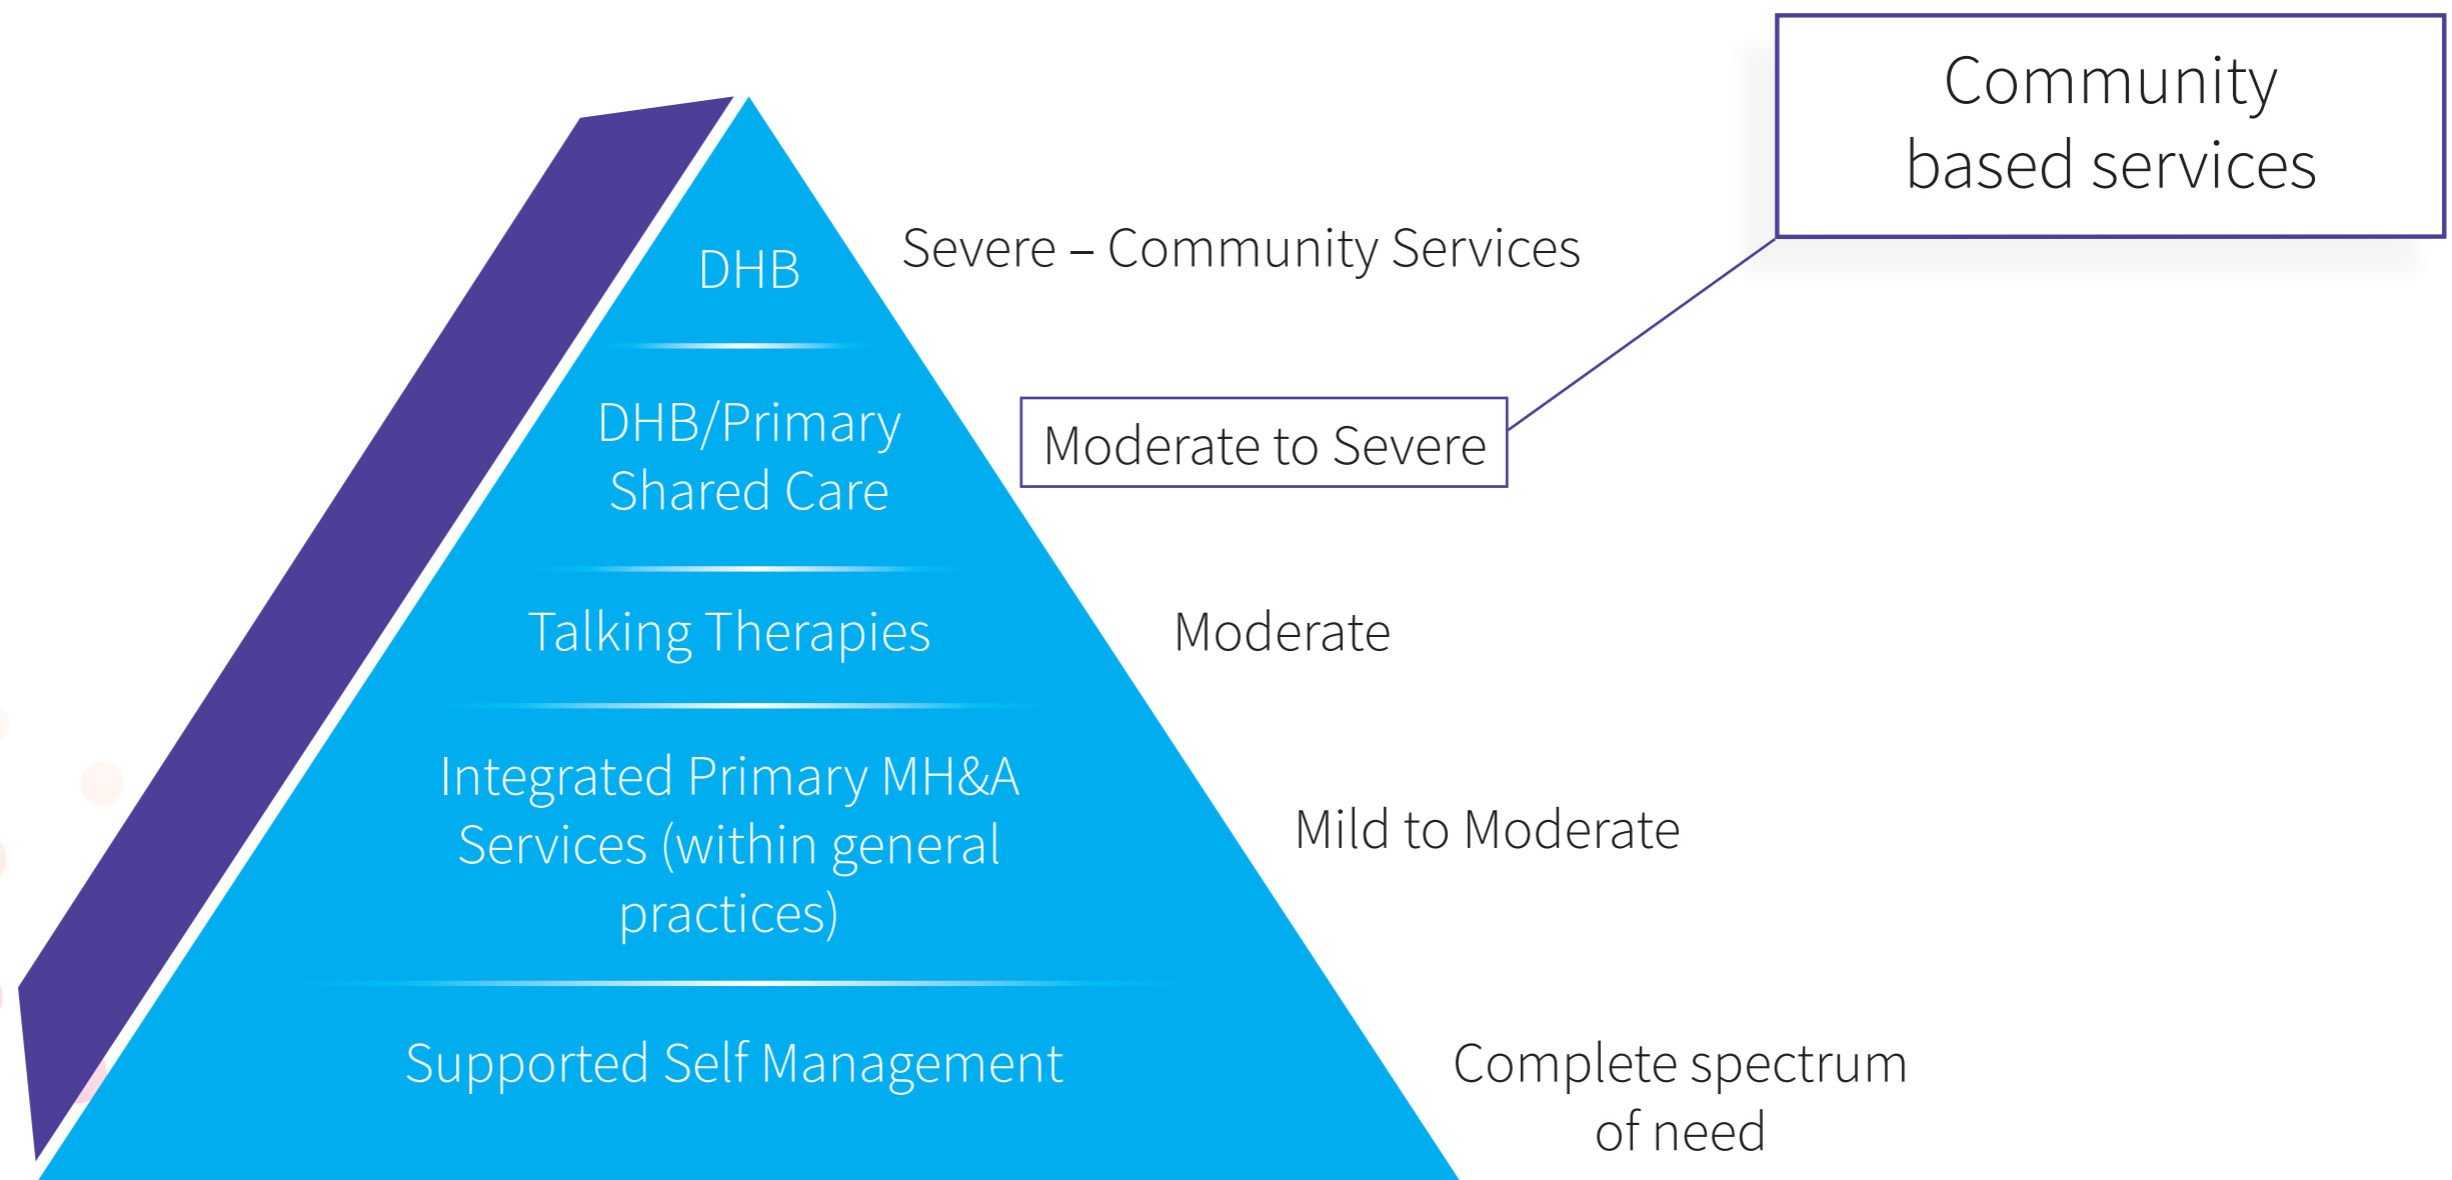 Community
based services
DHB
Severe – Community Services
DHB/Primary
Shared Care
Moderate to Severe
Talking Therapies
Moderate
Integrated Primary MH&A
Services (within general
practices)
Mild to Moderate
Supported Self Management
Complete spectrum
of need